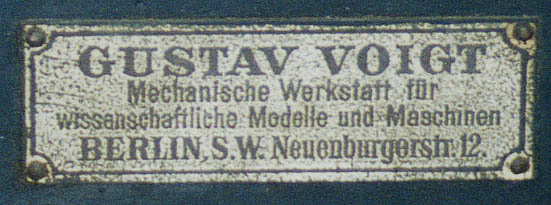 GUSTAV VOIGT
Mechanische Werkstatt für
wissenschaftliche Modelle und Maschinen
BERLIN, S.W. Neuenburgerstr. 12.